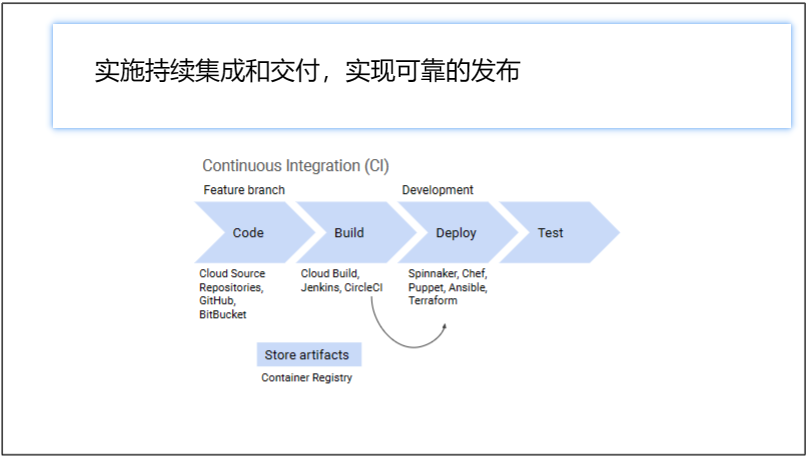 实施持续集成和交付，实现可靠的发布
Continuous Integration (CI)
Feature branch
Development
Code
Build
Deploy
Test
Cloud Source
Repositories,
GitHub,
BitBucket
Cloud Build,
Jenkins, CircleCI
Spinnaker, Chef,
Puppet, Ansible,
Terraform
Store artifacts
Container Registry